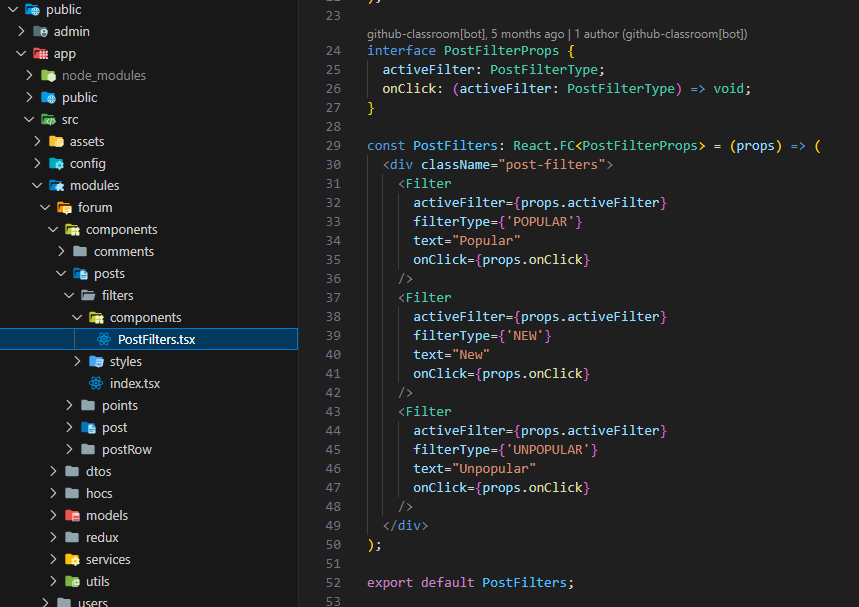 public
admin
app
node_modules
public
src
assets
config
modules
forum
components
comments
posts
filters
components
PostFilters.tsx
styles
index.tsx
points
post
postRow
dtos
hocs
models
redux
services
utils
users
23
github-classroom[bot], 5 months ago | 1 author (github-classroom[bot])
24 interface PostFilterProps {
25 activeFilter: PostFilterType;
26 onClick: (activeFilter: PostFilterType) => void;
27 }
28
29 const PostFilters: React.FC<PostFilterProps> = (props) => (
30 <div className="post-filters">
31 <Filter
32 activeFilter={props.activeFilter}
33 filterType={'POPULAR'}
34 text="Popular"
35 onClick={props.onClick}
36 />
37 <Filter
38 activeFilter={props.activeFilter}
39 filterType={'NEW'}
40 text="New"
41 onClick={props.onClick}
42 />
43 <Filter
44 activeFilter={props.activeFilter}
45 filterType={'UNPOPULAR'}
46 text="Unpopular"
47 onClick={props.onClick}
48 />
49 </div>
50 );
51
52 export default PostFilters;
53